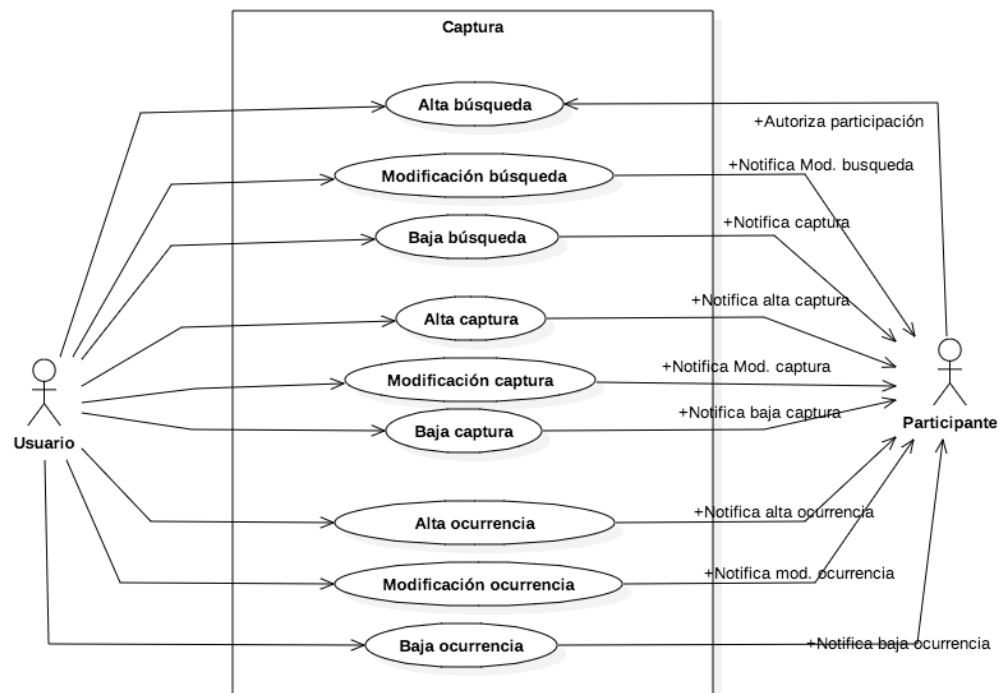 Captura
Alta búsqueda
+Autoriza participación
Modificación búsqueda
+Notifica Mod. busqueda
Baja búsqueda
+Notifica captura
Alta captura
+Notifica alta captura
Modificación captura
+Notifica Mod. captura
Baja captura
+Notifica baja captura
Usuario
Participante
Alta ocurrencia
+Notifica alta ocurrencia
Modificación ocurrencia
+Notifica mod. ocurrencia
Baja ocurrencia
+Notifica baja ocurrencia